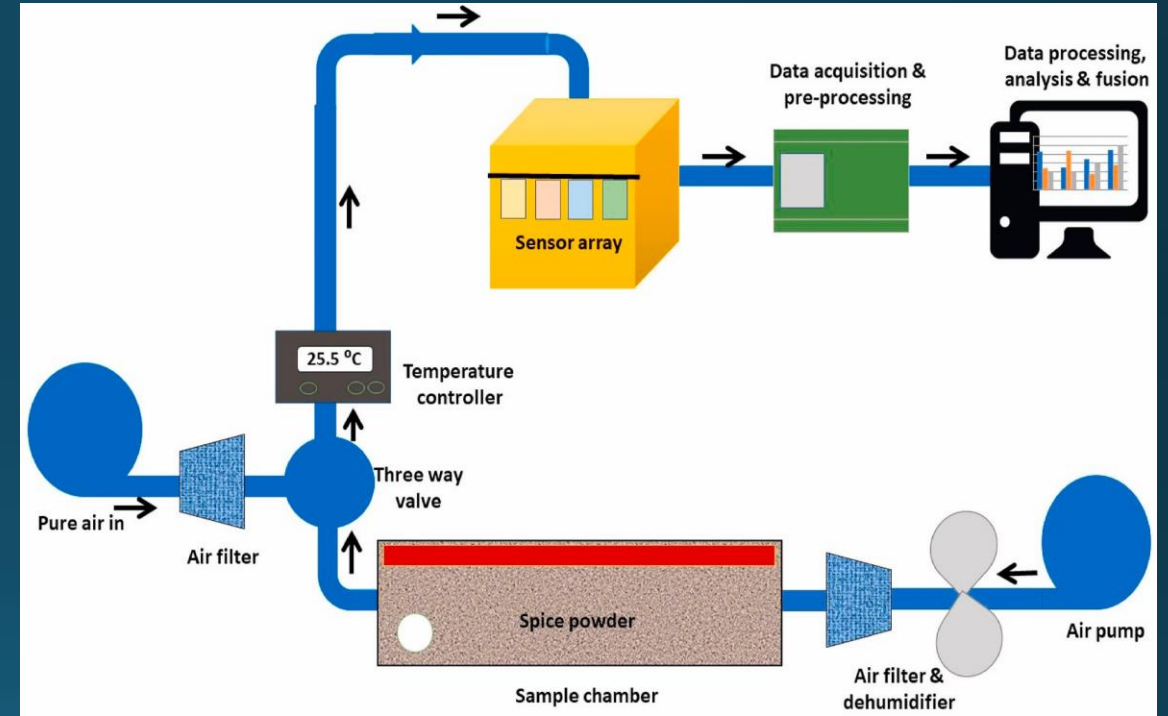 Data processing,
analysis & fusion
Data acquisition &
pre-processing
Sensor array
25.5 ⁰C
Temperature
controller
Three way
valve
Pure air in
Air filter
Spice powder
Air pump
Air filter &
dehumidifier
Sample chamber